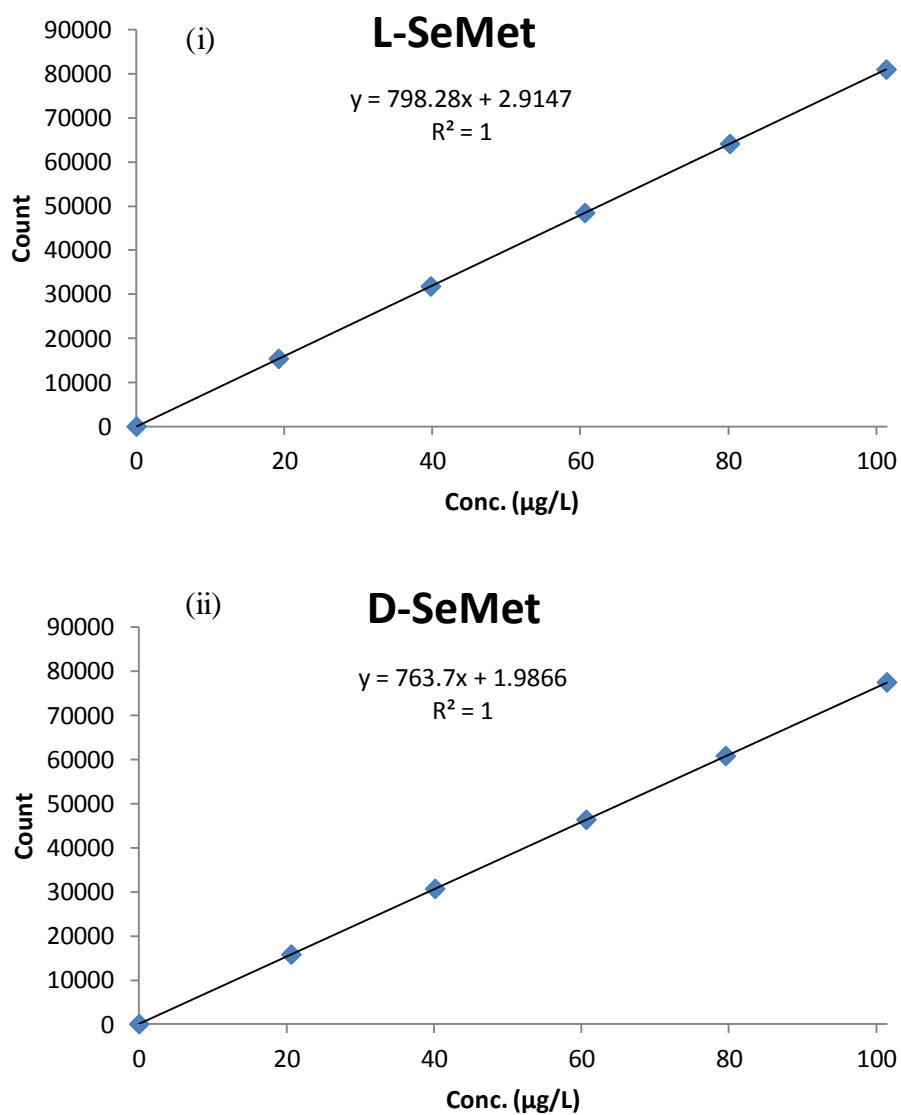 (i)
L-SeMet
y = 798.28x + 2.9147
R² = 1
90000
80000
70000
60000
50000
40000
30000
20000
10000
0
Count
0 20 40 60 80 100
Conc. (µg/L)
(ii)
D-SeMet
y = 763.7x + 1.9866
R² = 1
90000
80000
70000
60000
50000
40000
30000
20000
10000
0
Count
0 20 40 60 80 100
Conc. (µg/L)